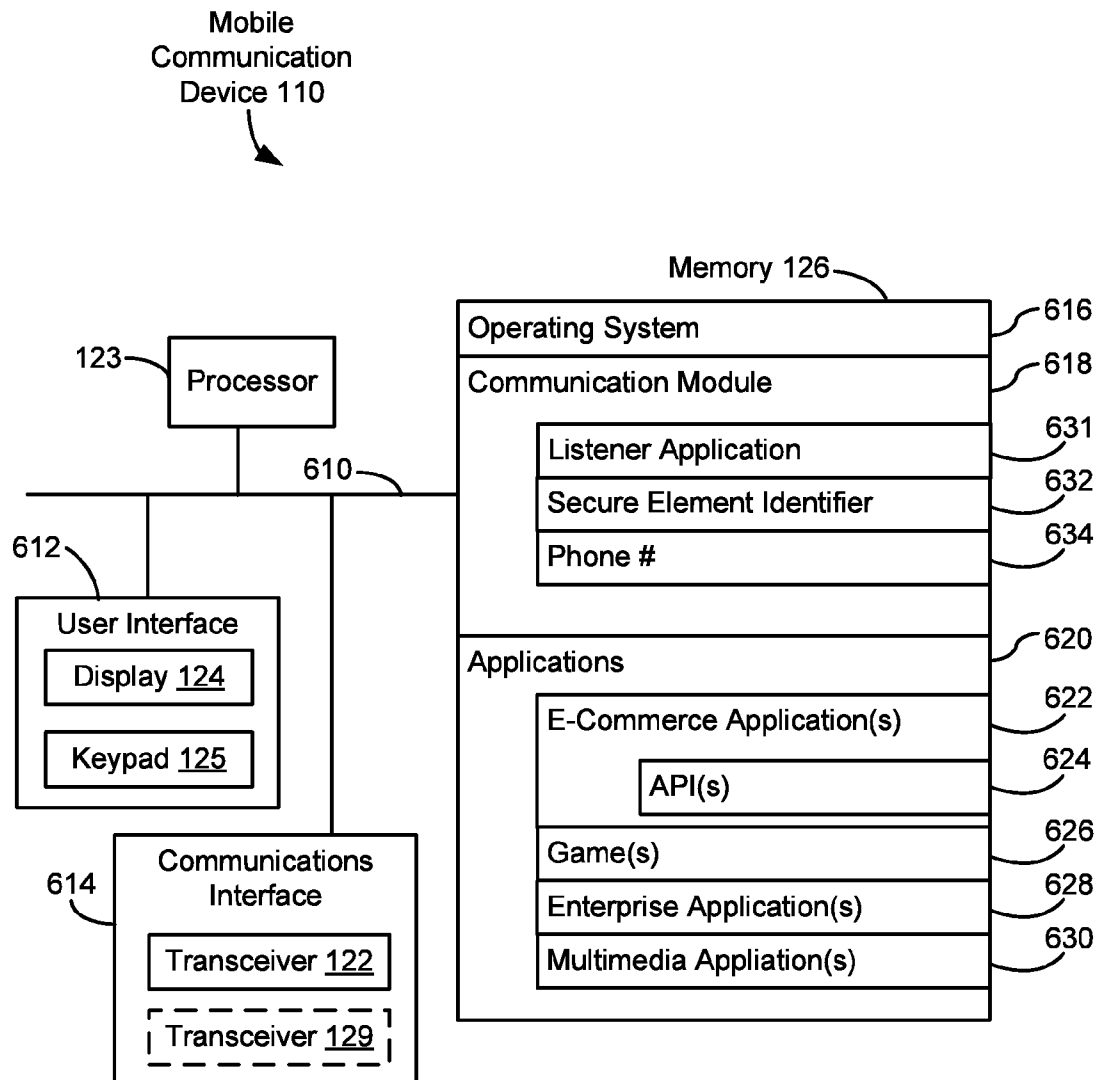 Mobile
Communication
Device 110
Memory 126
Operating System
616
123
Processor
Communication Module
618
Listener Application
631
610
Secure Element Identifier
632
Phone #
634
612
User Interface
Display 124
Keypad 125
Applications
620
E-Commerce Application(s)
622
API(s)
624
Game(s)
626
614
Communications
Interface
Transceiver 122
Transceiver 129
Enterprise Application(s)
628
Multimedia Appliation(s)
630